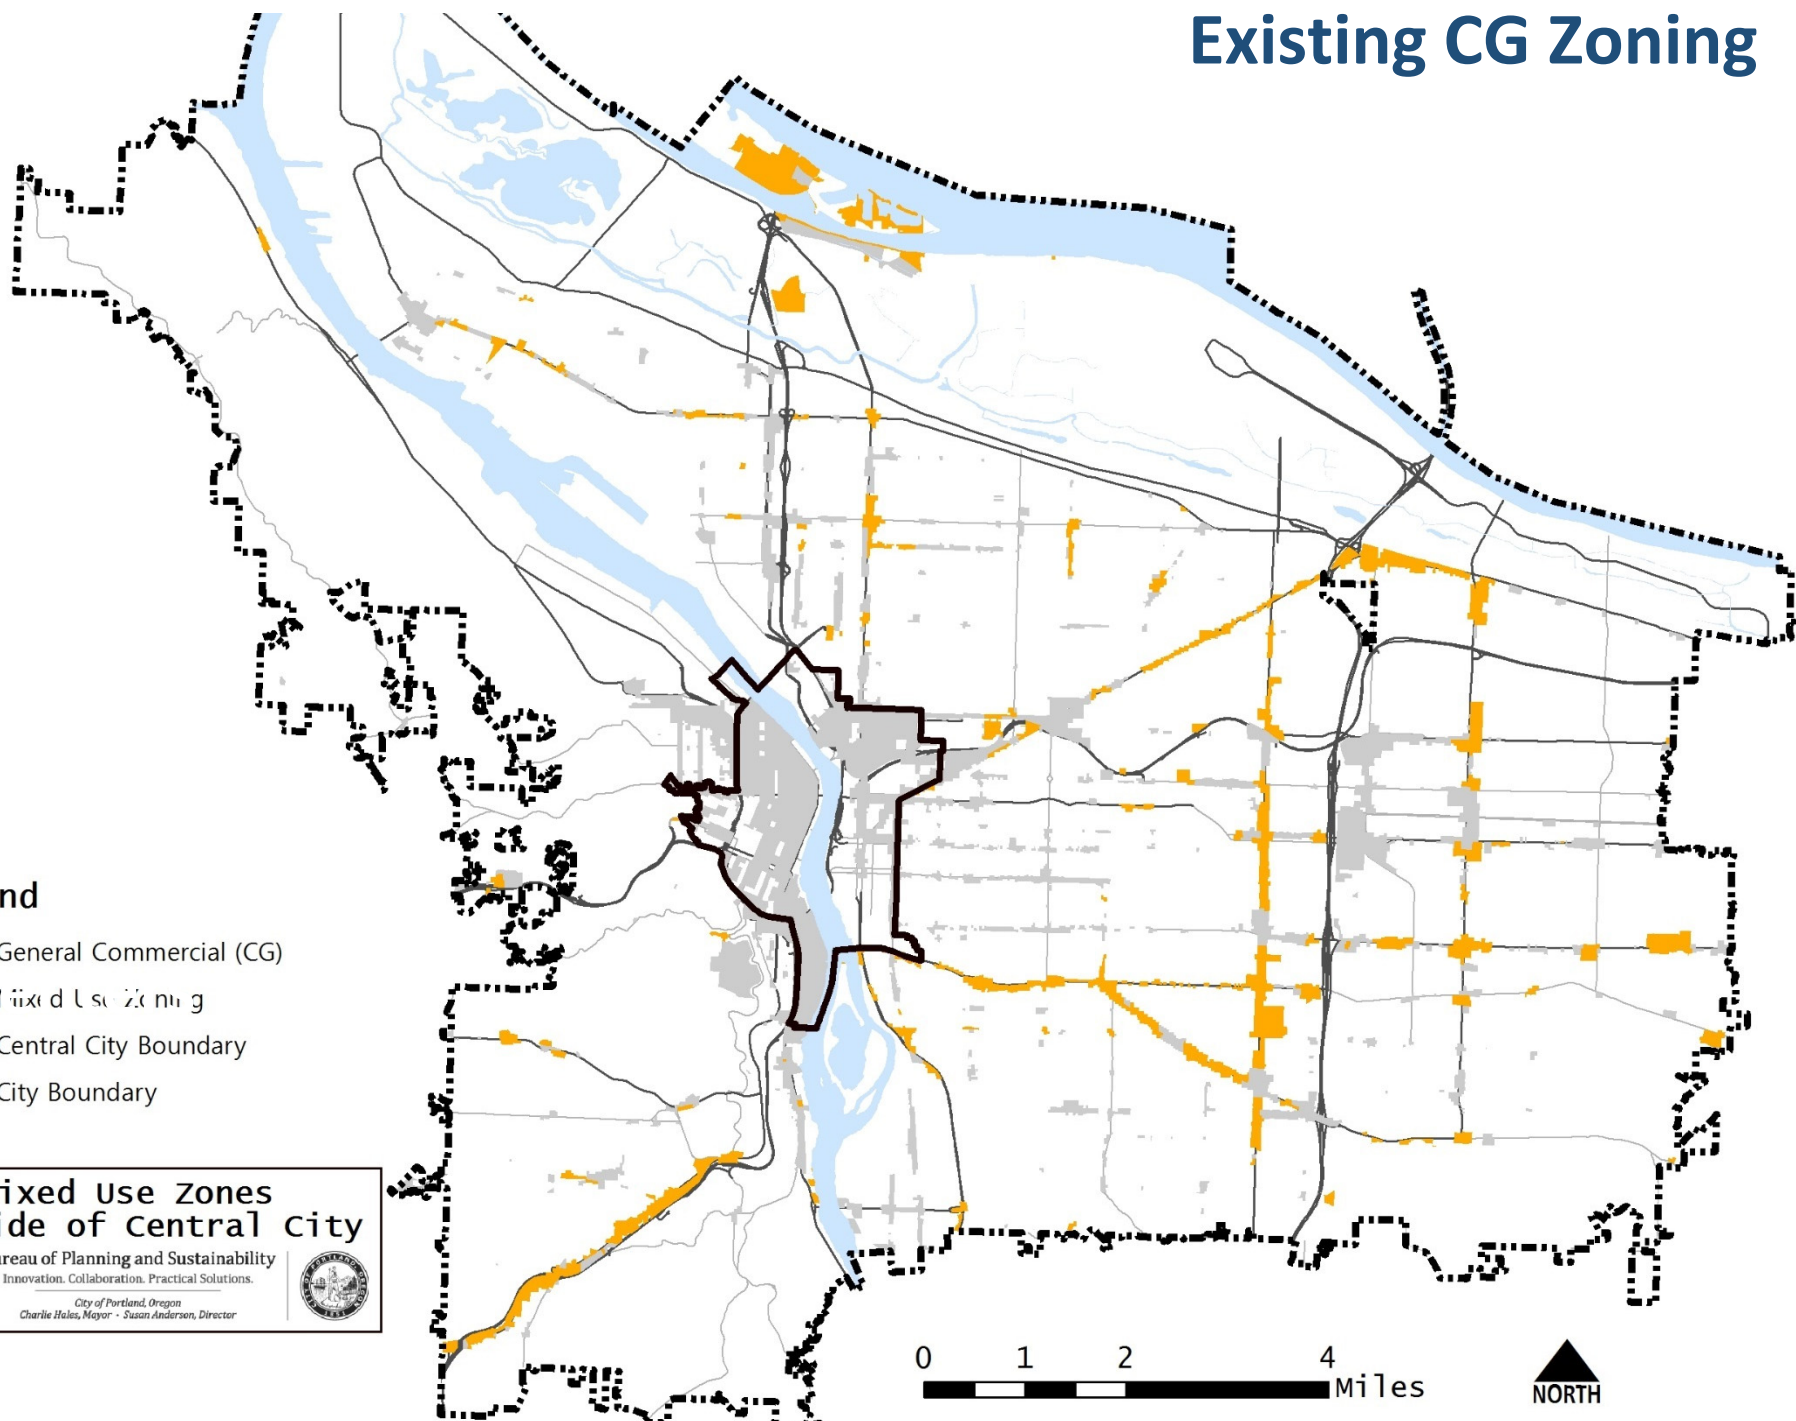 Existing CG Zoning
nd
General Commercial (CG)
Central City Boundary
City Boundary
ixed Use Zones
ide of Central City
reau of Planning and Sustainability
Innovation. Collaboration. Practical Solutions.
City of Portland, Oregon
Charlie Hales, Mayor • Susan Anderson, Director
0 1 2 4
Miles
NORTH